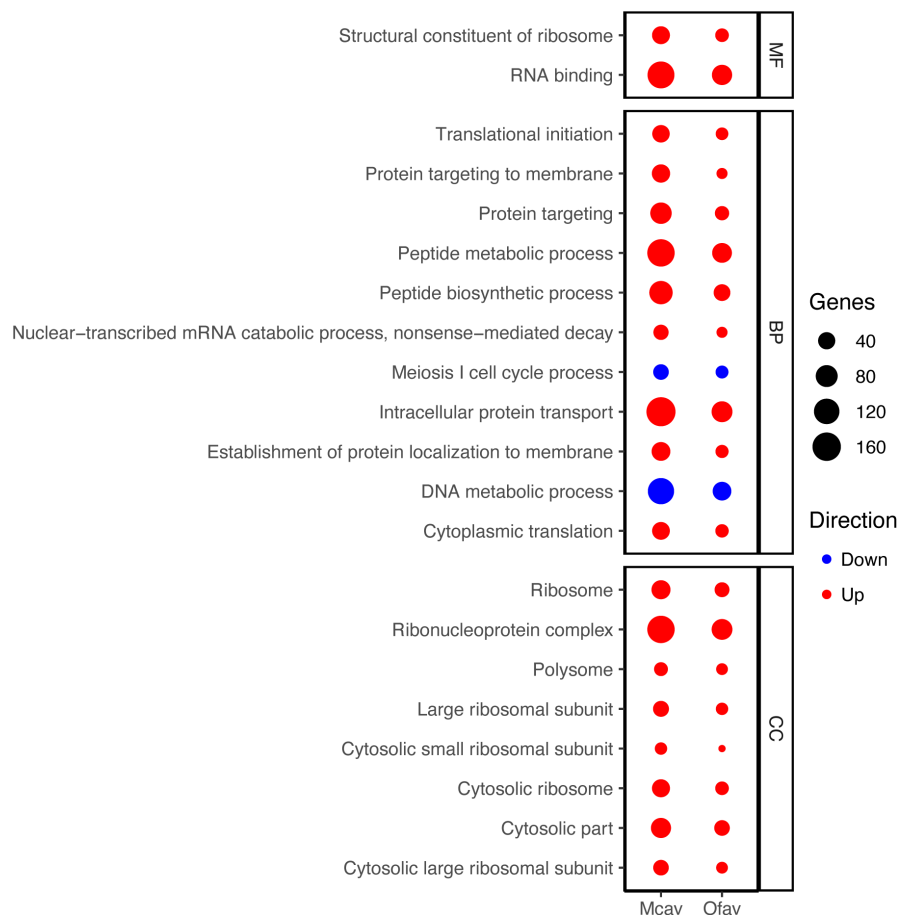 Structural constituent of ribosome
RNA binding
MF
Translational initiation
Protein targeting to membrane
Protein targeting
Peptide metabolic process
Peptide biosynthetic process
Nuclear−transcribed mRNA catabolic process, nonsense−mediated decay
Meiosis I cell cycle process
Intracellular protein transport
Establishment of protein localization to membrane
DNA metabolic process
Cytoplasmic translation
BP
Ribosome
Ribonucleoprotein complex
Polysome
Large ribosomal subunit
Cytosolic small ribosomal subunit
Cytosolic ribosome
Cytosolic part
Cytosolic large ribosomal subunit
CC
Mcav Ofav
Genes
40
80
120
160
Direction
Down
Up